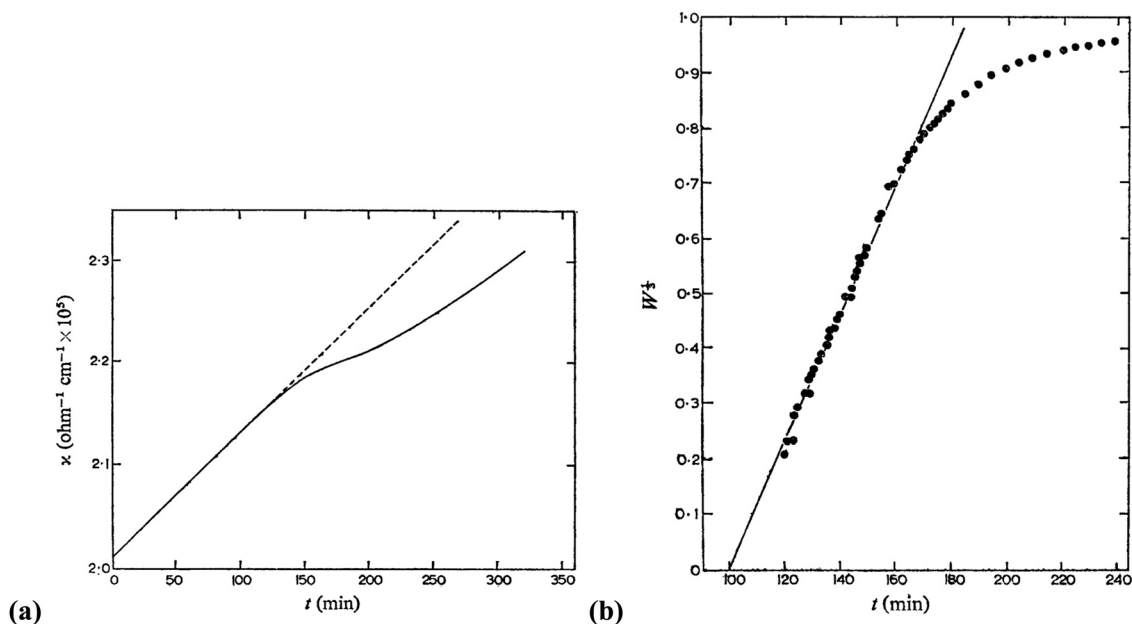 1·0
0·9
0·8
0·7
0·6
0·5
0·4
0·3
0·2
0·1
0
W⅓
100 120 140 160 180 200 220 240
t (min)
(b)
2·3
2·2
2·1
2·0
ϰ (ohm⁻¹ cm⁻¹ × 10⁵)
0 50 100 150 200 250 300 350
t (min)
(a)